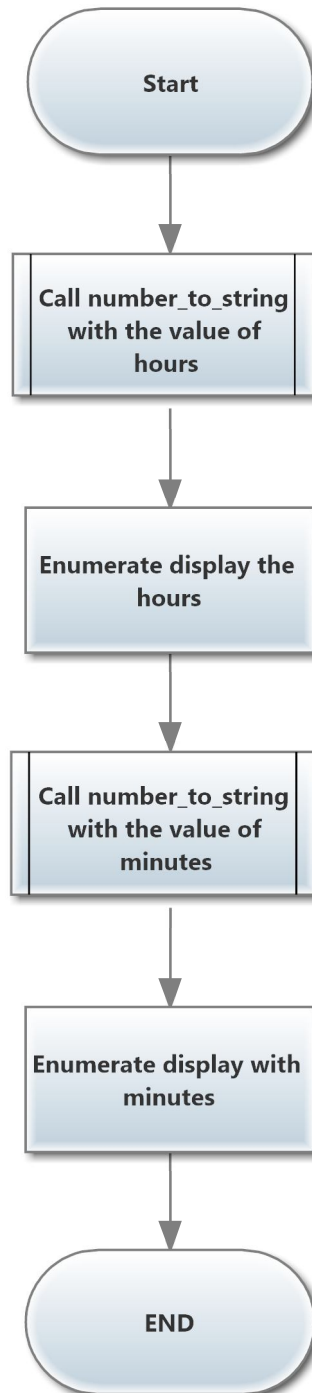 Start
Call number_to_string
with the value of
hours
Enumerate display the
hours
Call number_to_string
with the value of
minutes
Enumerate display with
minutes
END